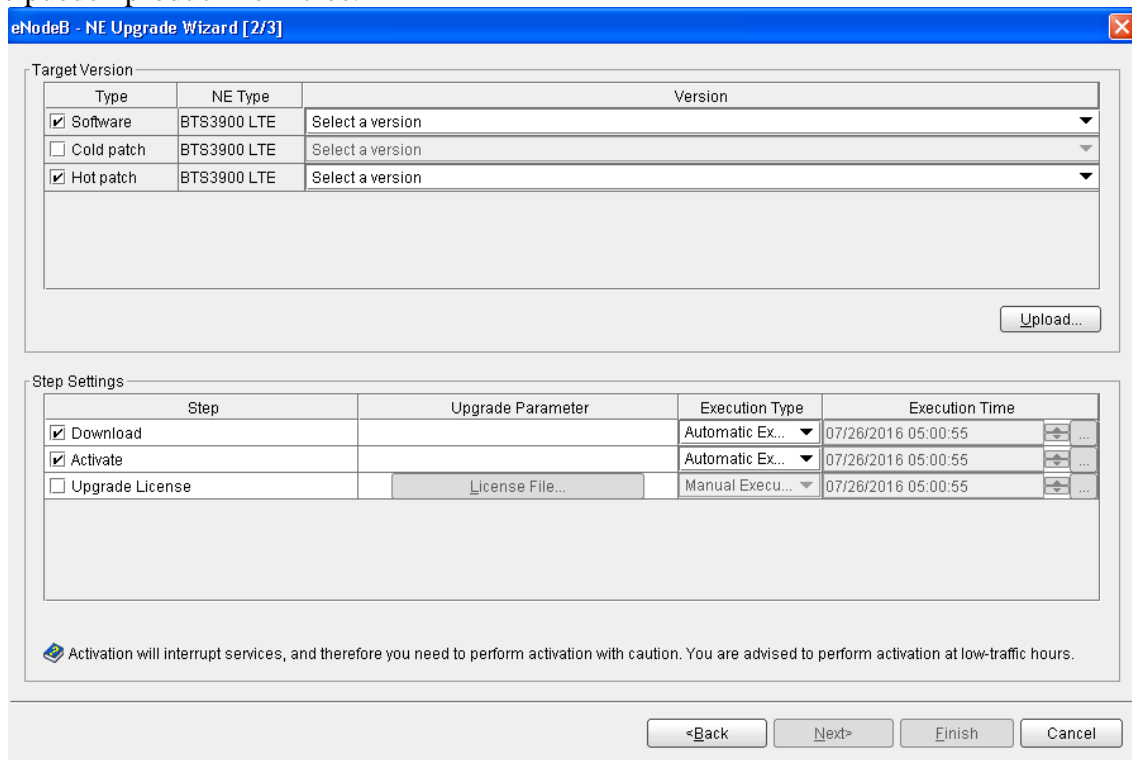 eNodeB - NE Upgrade Wizard [2/3]
Target Version
Type NE Type Version
Software BTS3900 LTE Select a version
Cold patch BTS3900 LTE Select a version
Hot patch BTS3900 LTE Select a version
Upload...
Step Settings
Step Upgrade Parameter Execution Type Execution Time
Download Automatic Ex... 07/26/2016 05:00:55 ...
Activate Automatic Ex... 07/26/2016 05:00:55 ...
Upgrade License License File... Manual Execu... 07/26/2016 05:00:55 ...
Activation will interrupt services, and therefore you need to perform activation with caution. You are advised to perform activation at low-traffic hours.
<Back Next> Finish Cancel